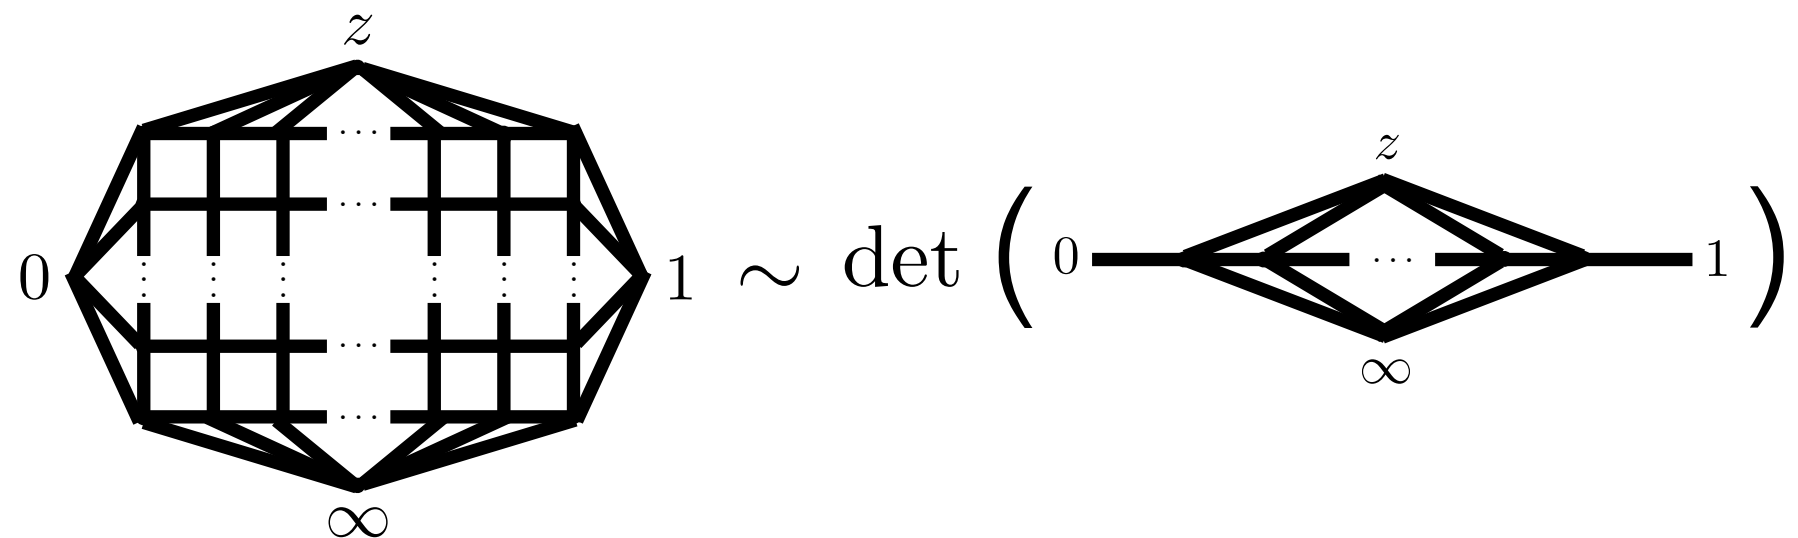 z
0 1 ∼ det ( 0 z ∞ 1 )
∞